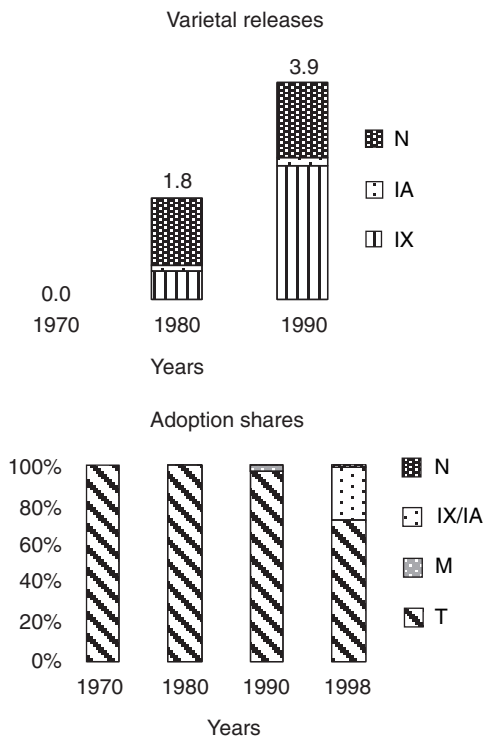 Varietal releases
3.9
N
1.8
IA
IX
0.0
1970 1980 1990
Years
Adoption shares
100%
N
80%
IX/IA
60%
M
40%
T
20%
0%
1970 1980 1990 1998
Years